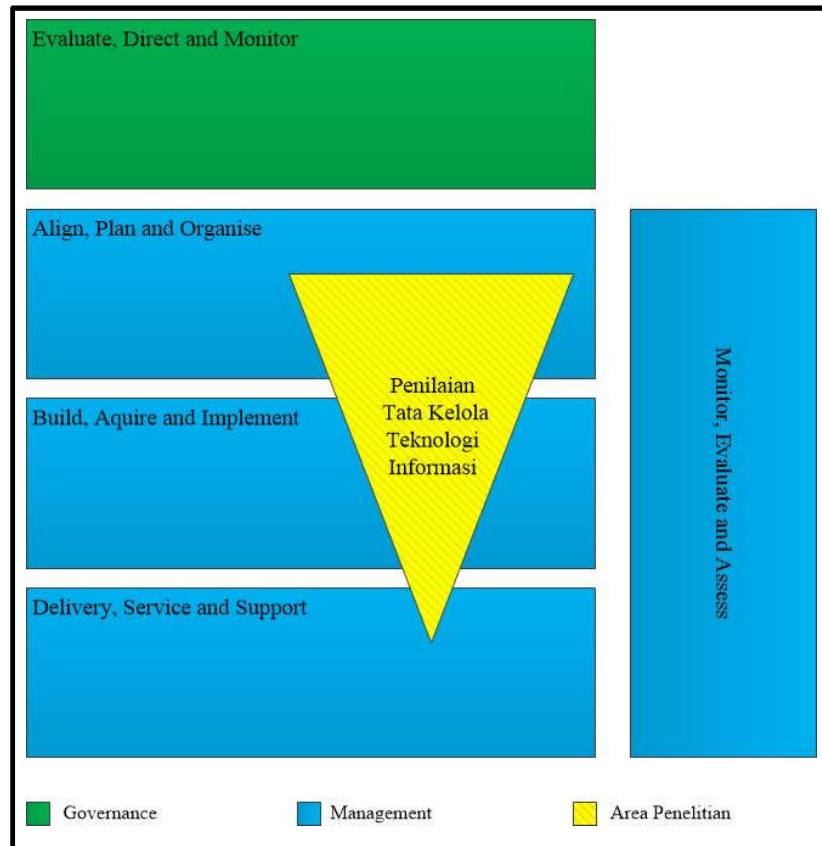 Evaluate, Direct and Monitor
Align, Plan and Organise
Penilaian
Tata Kelola
Teknologi
Informasi
Build, Aquire and Implement
Delivery, Service and Support
Monitor, Evaluate and Assess
Governance
Management
Area Penelitian